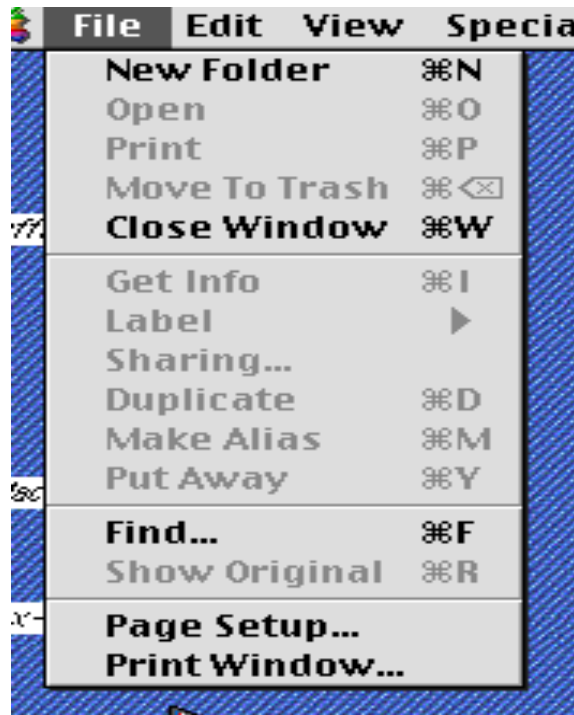 File Edit View Specia
New Folder ⌘N
Open ⌘O
Print ⌘P
Move To Trash ⌘⌫
Close Window ⌘W
Get Info ⌘I
Label ▶
Sharing...
Duplicate ⌘D
Make Alias ⌘M
Put Away ⌘Y
Find... ⌘F
Show Original ⌘R
Page Setup...
Print Window...